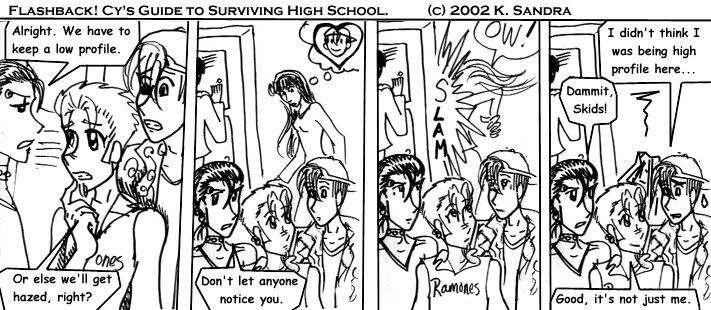 Flashback! Cy's Guide to Surviving High School. (c) 2002 K. Sandra
Alright. We have to
keep a low profile.
ones
Or else we'll get
hazed, right?
Don't let anyone
notice you.
OW!
SLAM
Ramones
I didn't think I
was being high
profile here...
Dammit,
Skids!
Good, it's not just me.